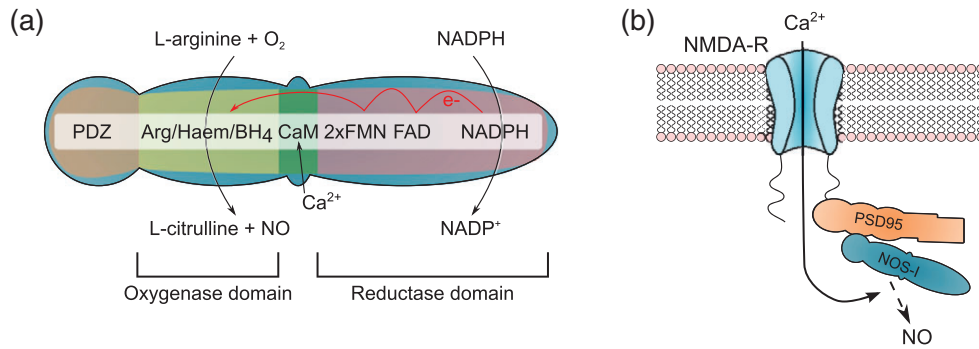 (a)
L-arginine + O₂
NADPH
e-
PDZ Arg/Haem/BH4 CaM 2xFMN FAD NADPH
Ca²⁺
L-citrulline + NO
NADP⁺
Oxygenase domain
Reductase domain
(b)
Ca²⁺
NMDA-R
PSD95
NOS-I
NO